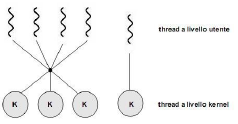 thread a livello utente
K K K K thread a livello kernel